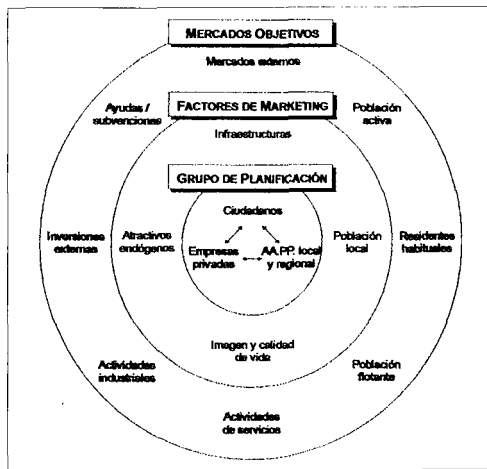 MERCADOS OBJETIVOS
Mercados externos
Ayudas /
subvenciones
FACTORES DE MARKETING
Población
activa
Infraestructuras
GRUPO DE PLANIFICACIÓN
Ciudadanos
Inversiones
externas
Atractivos
endógenos
Empresas
privadas
AA.PP. local
y regional
Población
local
Residentes
habituales
Imagen y calidad
de vida
Actividades
industriales
Población
flotante
Actividades
de servicios